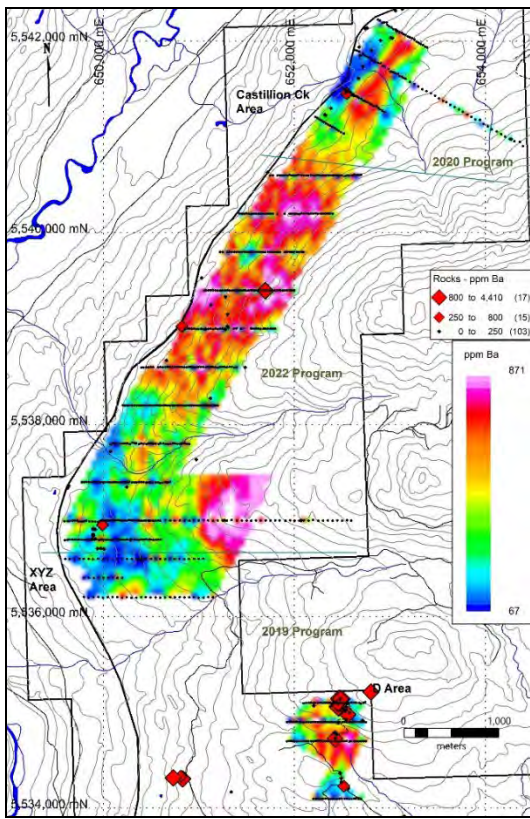 5,542,000 mN
650,000 mE
652,000 mE
654,000 mE
N
Castillion Ck
Area
2020 Program
5,540,000 mN
Rocks - ppm Ba
800 to 4,410 (17)
250 to 800 (15)
0 to 250 (103)
ppm Ba
871
2022 Program
5,538,000 mN
67
XYZ
Area
5,536,000 mN
2019 Program
D Area
0 1,000
meters
5,534,000 mN